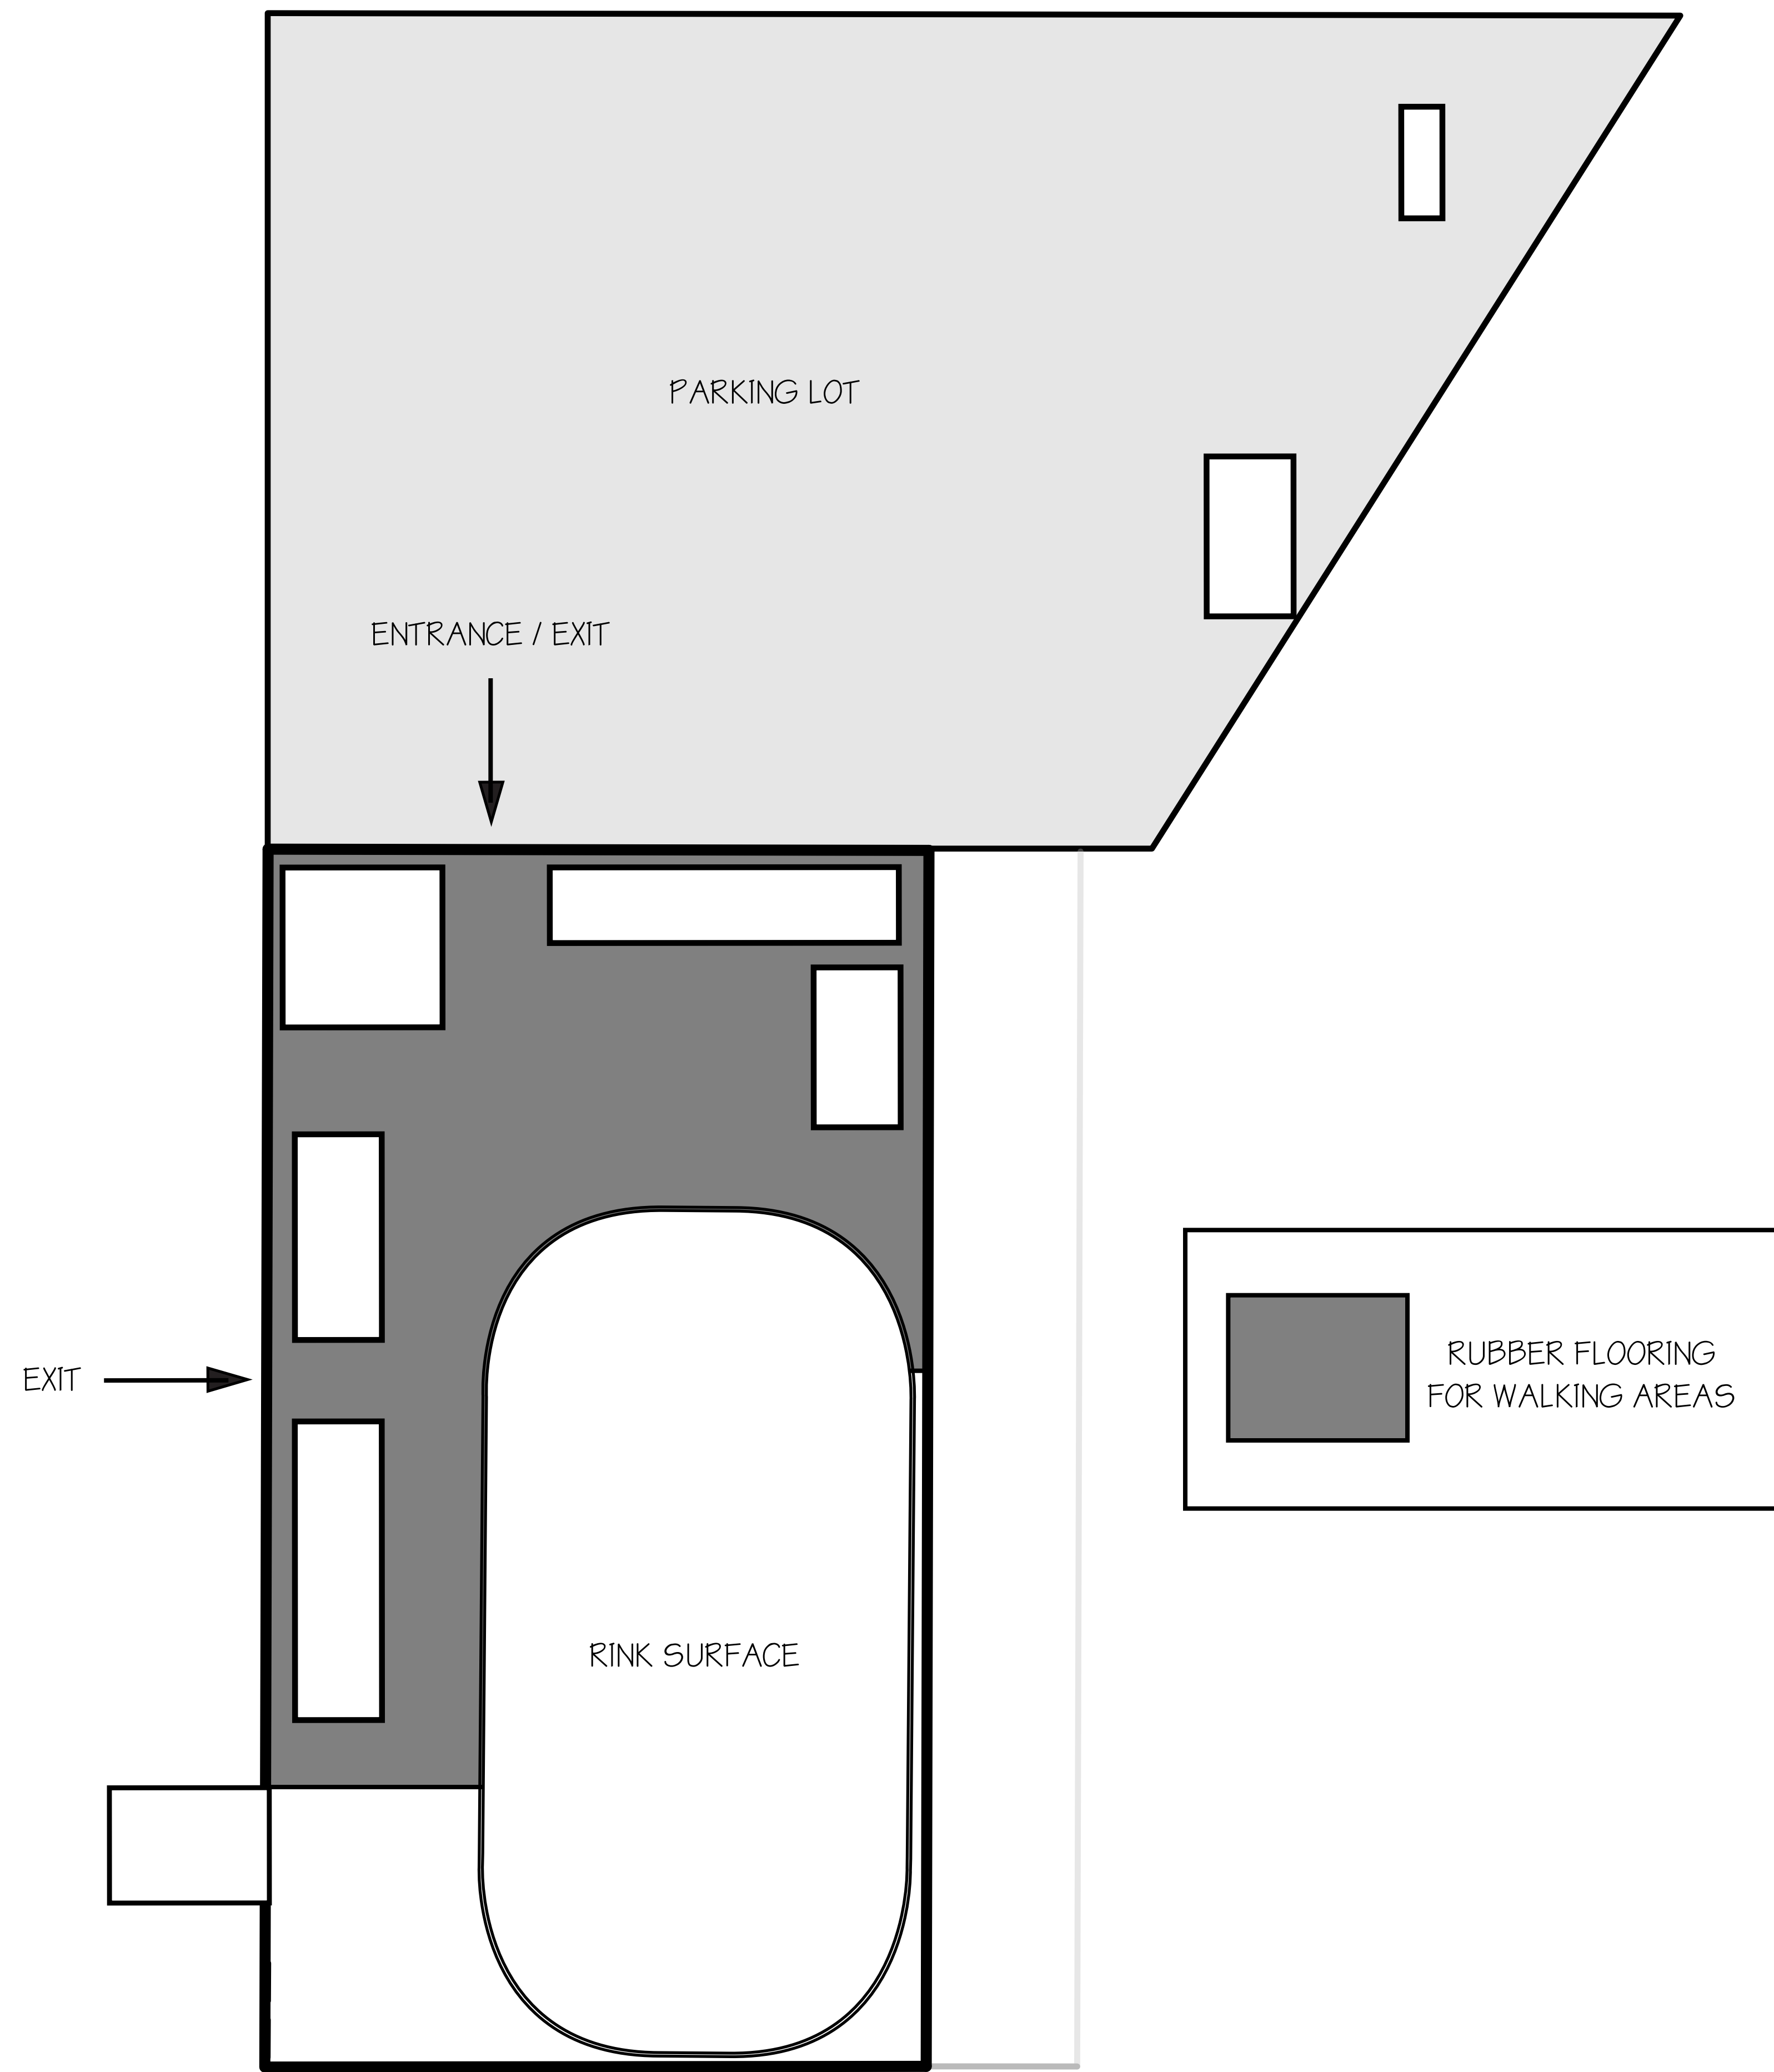 PARKING LOT
ENTRANCE / EXIT
EXIT
RUBBER FLOORING
FOR WALKING AREAS
RINK SURFACE